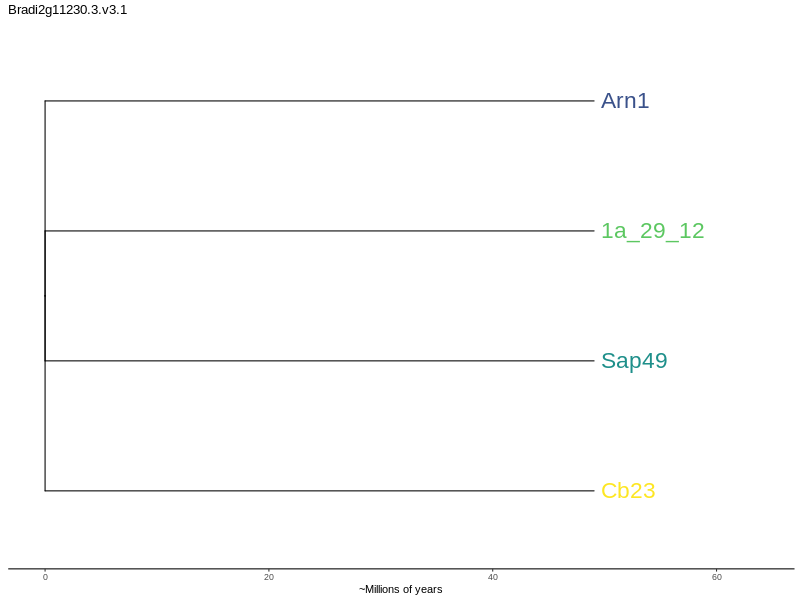 Bradi2g11230.3.v3.1
Arn1
1a_29_12
Sap49
Cb23
0 20 40 60
~Millions of years